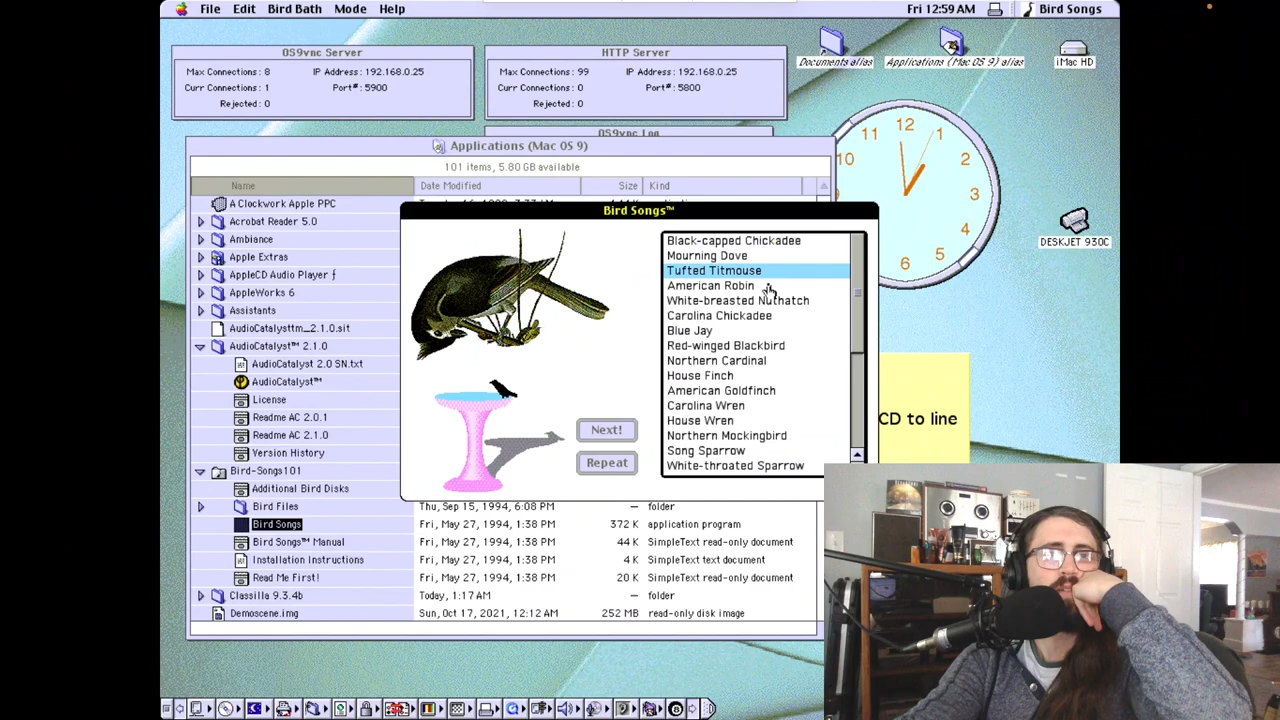 File Edit Bird Bath Mode Help
Fri 12:59 AM Bird Songs
OS9vnc Server
Max Connections: 8 IP Address: 192.168.0.25
Curr Connections: 1 Port#: 5900
Rejected: 0
HTTP Server
Max Connections: 99 IP Address: 192.168.0.25
Curr Connections: 0 Port#: 5800
Rejected: 0
OS9vnc Log
Documents alias
Applications (Mac OS 9) alias
iMac HD
12
1
2
3
4
5
6
10
11
DESKJET 930C
CD to line
Applications (Mac OS 9)
101 items, 5.80 GB available
Name Date Modified Size Kind
A Clockwork Apple PPC
Acrobat Reader 5.0
Ambiance
Apple Extras
AppleCD Audio Player ƒ
AppleWorks 6
Assistants
AudioCatalysttm_2.1.0.sit
AudioCatalyst™ 2.1.0
AudioCatalyst 2.0 SN.txt
AudioCatalyst™
License
Readme AC 2.0.1
Readme AC 2.1.0
Version History
Bird-Songs101
Additional Bird Disks
Bird Files Thu, Sep 15, 1994, 6:08 PM – folder
Bird Songs Fri, May 27, 1994, 1:38 PM 372 K application program
Bird Songs™ Manual Fri, May 27, 1994, 1:38 PM 44 K SimpleText read-only document
Installation Instructions Fri, May 27, 1994, 1:38 PM 4 K SimpleText text document
Read Me First! Fri, May 27, 1994, 1:38 PM 20 K SimpleText read-only document
Classilla 9.3.4b Today, 1:17 AM – folder
Demoscene.img Sun, Oct 17, 2021, 12:12 AM 252 MB read-only disk image
Bird Songs™
Black-capped Chickadee
Mourning Dove
Tufted Titmouse
American Robin
White-breasted Nuthatch
Carolina Chickadee
Blue Jay
Red-winged Blackbird
Northern Cardinal
House Finch
American Goldfinch
Carolina Wren
House Wren
Northern Mockingbird
Song Sparrow
White-throated Sparrow
Next!
Repeat